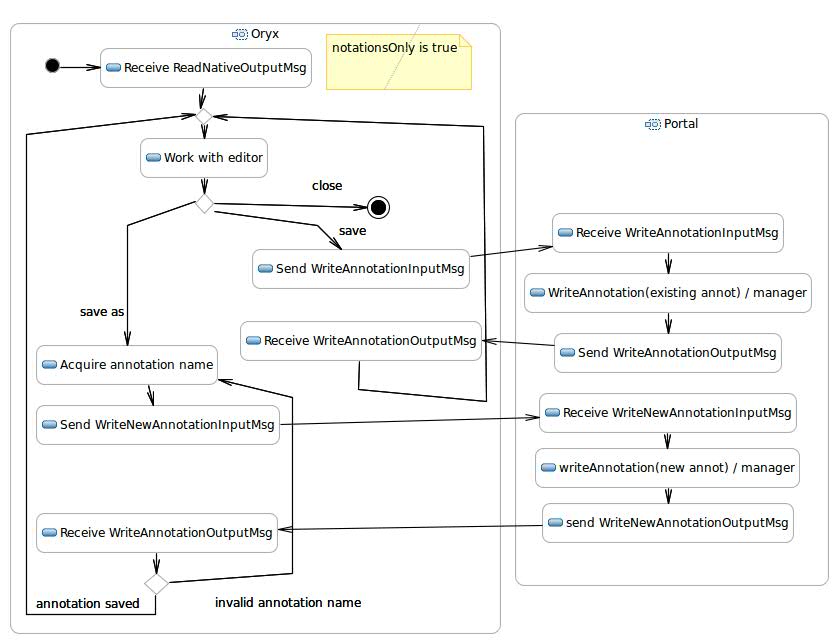 Oryx
notationsOnly is true
Receive ReadNativeOutputMsg
Work with editor
close
save
Send WriteAnnotationInputMsg
save as
Receive WriteAnnotationOutputMsg
Acquire annotation name
Send WriteNewAnnotationInputMsg
Receive WriteAnnotationOutputMsg
annotation saved
invalid annotation name
Portal
Receive WriteAnnotationInputMsg
WriteAnnotation(existing annot) / manager
Send WriteAnnotationOutputMsg
Receive WriteNewAnnotationInputMsg
writeAnnotation(new annot) / manager
send WriteNewAnnotationOutputMsg